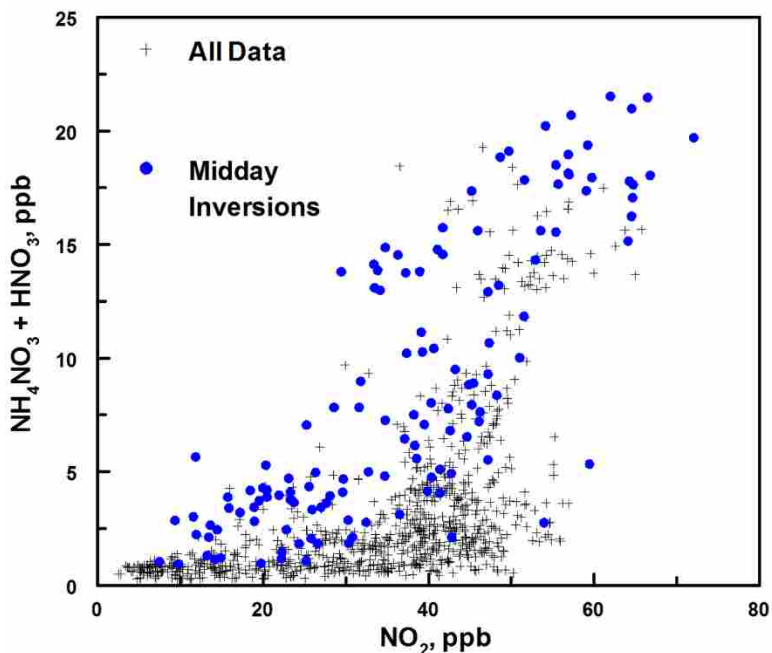 25
20
15
10
5
0
NH₄NO₃ + HNO₃, ppb
All Data
Midday
Inversions
0 20 40 60 80
NO₂, ppb